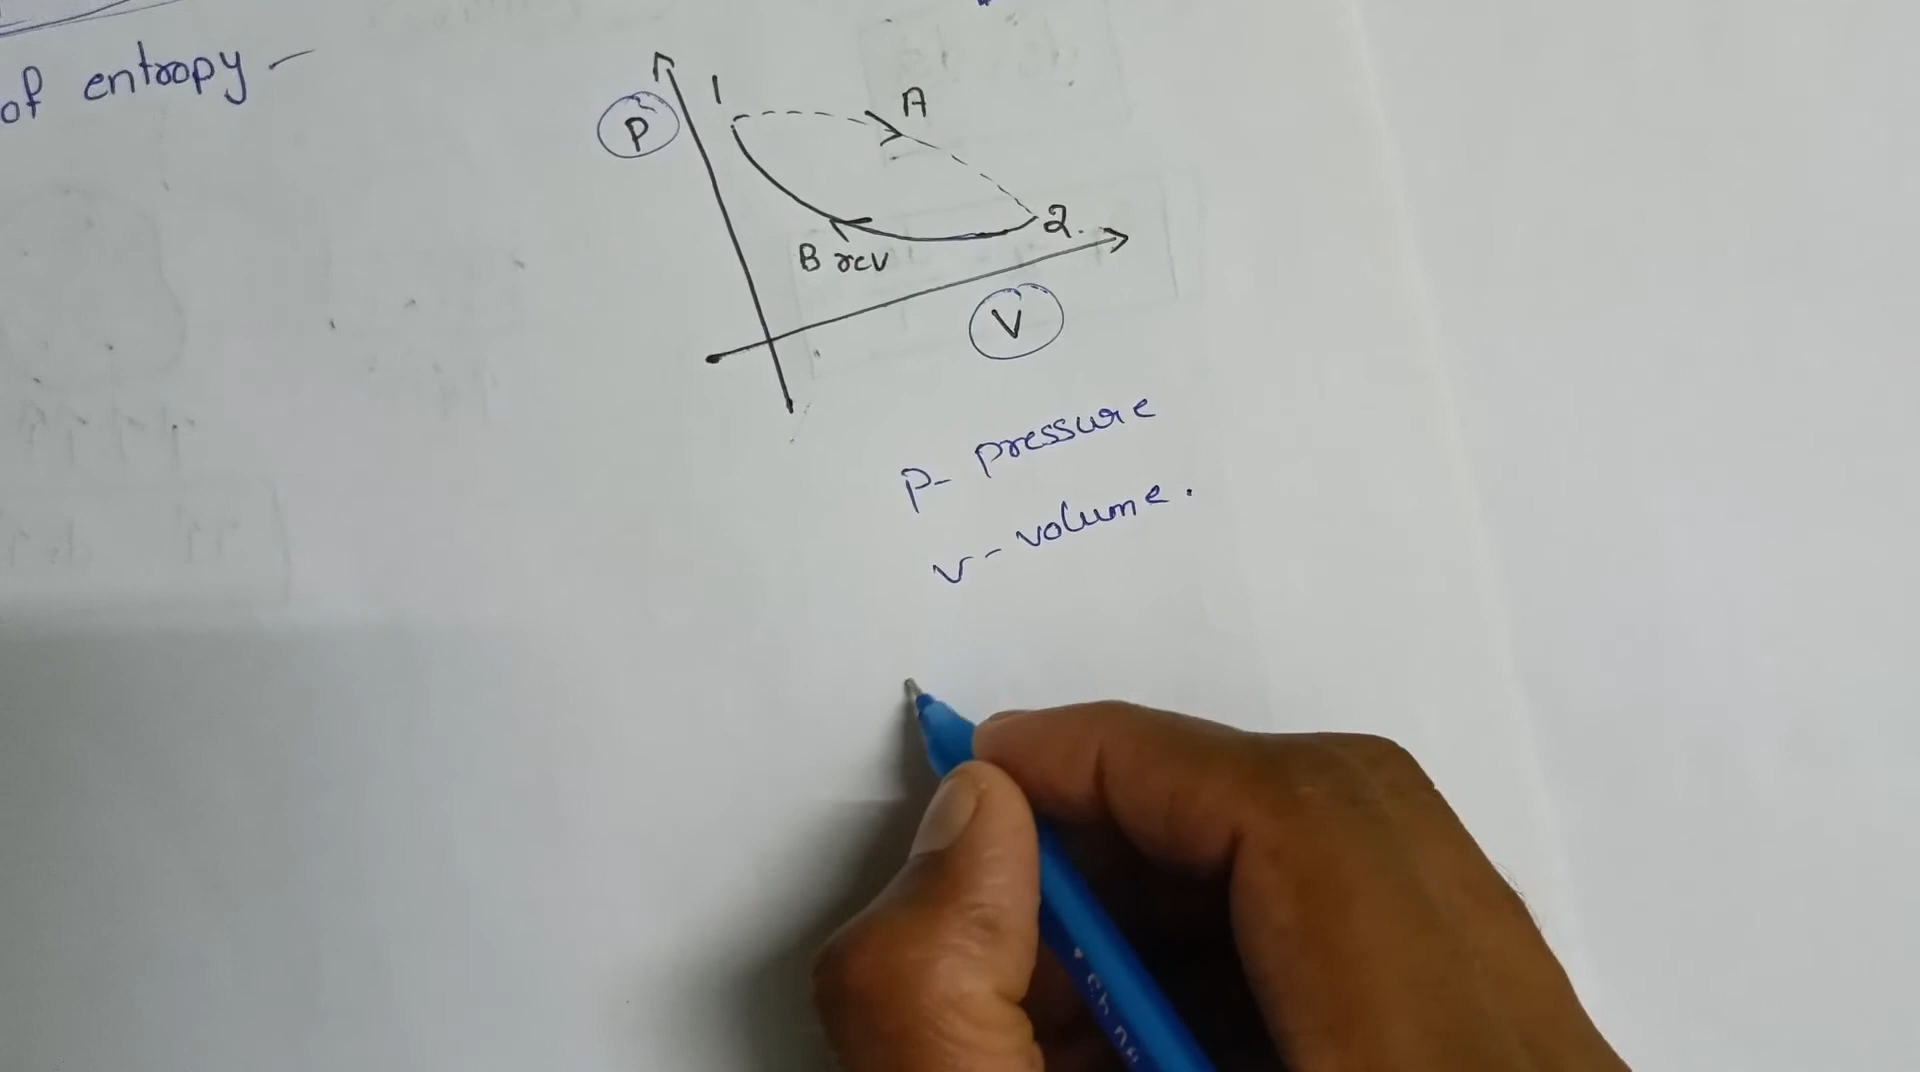 of entropy -
1
A
P
2.
B rev
V
P- pressure
v - volume.